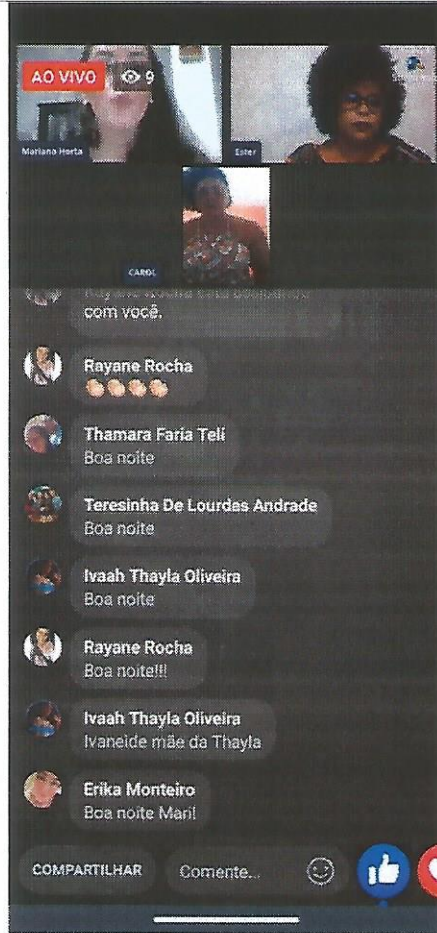 AO VIVO 9
Mariana Horta
Ester
CAROL
com você.
Rayane Rocha
👏👏👏👏
Thamara Faria Teli
Boa noite
Teresinha De Lourdas Andrade
Boa noite
Ivaah Thayla Oliveira
Boa noite
Rayane Rocha
Boa noite!!!
Ivaah Thayla Oliveira
Ivaneide mãe da Thayla
Erika Monteiro
Boa noite Mari!
COMPARTILHAR
Comente...